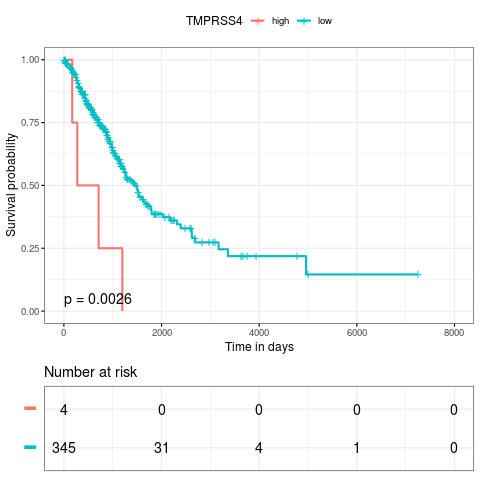 TMPRSS4 high low
1.00
0.75
0.50
0.25
0.00
Survival probability
p = 0.0026
0 2000 4000 6000 8000
Time in days
Number at risk
4 0 0 0 0
345 31 4 1 0